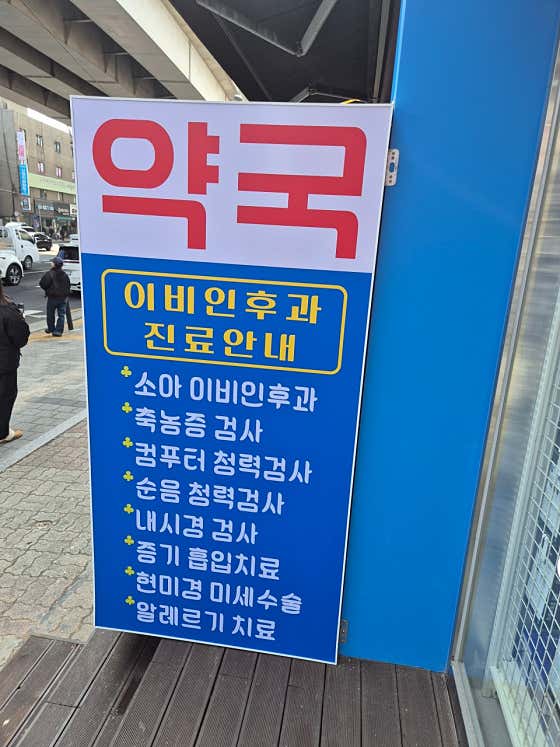 약국
이비인후과
진료안내
소아 이비인후과
축농증 검사
컴푸터 청력검사
순음 청력검사
내시경 검사
증기 흡입치료
현미경 미세수술
알레르기 치료